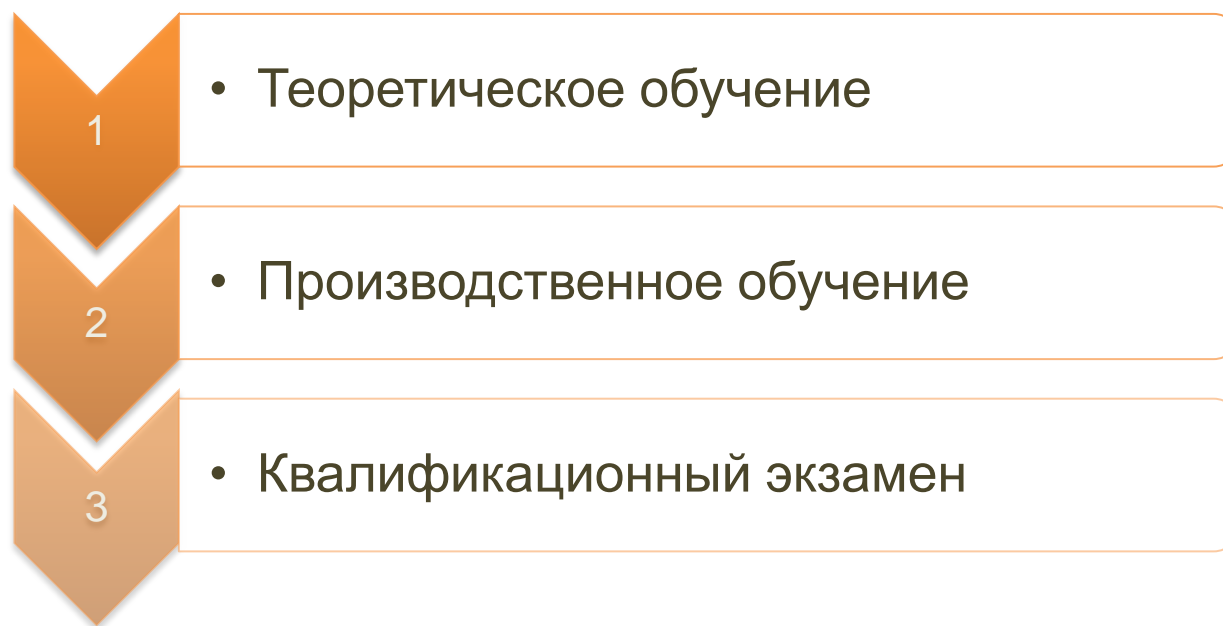 1
• Теоретическое обучение
2
• Производственное обучение
3
• Квалификационный экзамен